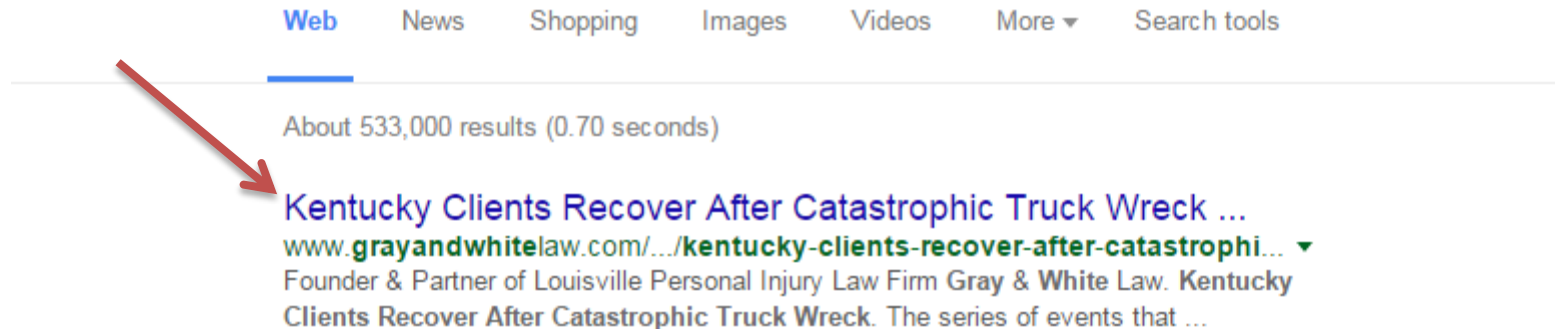 Web News Shopping Images Videos More Search tools
About 533,000 results (0.70 seconds)
Kentucky Clients Recover After Catastrophic Truck Wreck ...
www.grayandwhitelaw.com/.../kentucky-clients-recover-after-catastrophi...
Founder & Partner of Louisville Personal Injury Law Firm Gray & White Law. Kentucky
Clients Recover After Catastrophic Truck Wreck. The series of events that ...